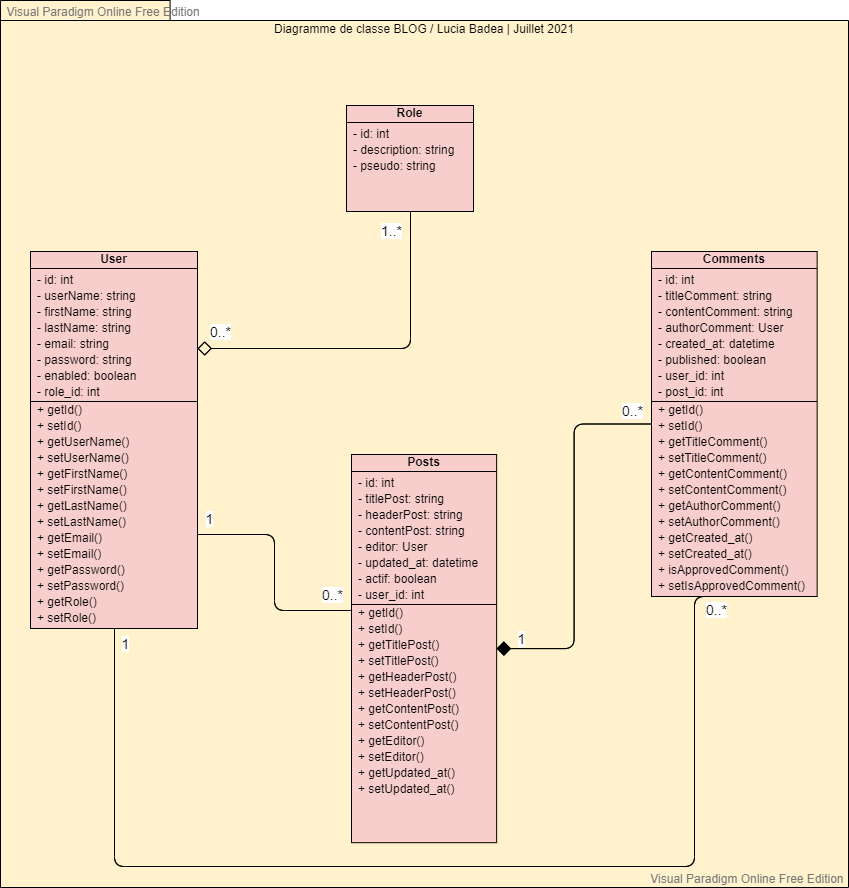 Visual Paradigm Online Free Edition
Diagramme de classe BLOG / Lucia Badea | Juillet 2021
Role
- id: int
- description: string
- pseudo: string
1..*
User
- id: int
- userName: string
- firstName: string
- lastName: string
- email: string
- password: string
- enabled: boolean
- role_id: int
+ getId()
+ setId()
+ getUserName()
+ setUserName()
+ getFirstName()
+ setFirstName()
+ getLastName()
+ setLastName()
+ getEmail()
+ setEmail()
+ getPassword()
+ setPassword()
+ getRole()
+ setRole()
0..*
1
1
Posts
- id: int
- titlePost: string
- headerPost: string
- contentPost: string
- editor: User
- updated_at: datetime
- actif: boolean
- user_id: int
+ getId()
+ setId()
+ getTitlePost()
+ setTitlePost()
+ getHeaderPost()
+ setHeaderPost()
+ getContentPost()
+ setContentPost()
+ getEditor()
+ setEditor()
+ getUpdated_at()
+ setUpdated_at()
0..*
1
Comments
- id: int
- titleComment: string
- contentComment: string
- authorComment: User
- created_at: datetime
- published: boolean
- user_id: int
- post_id: int
+ getId()
+ setId()
+ getTitleComment()
+ setTitleComment()
+ getContentComment()
+ setContentComment()
+ getAuthorComment()
+ setAuthorComment()
+ getCreated_at()
+ setCreated_at()
+ isApprovedComment()
+ setIsApprovedComment()
0..*
0..*
Visual Paradigm Online Free Edition